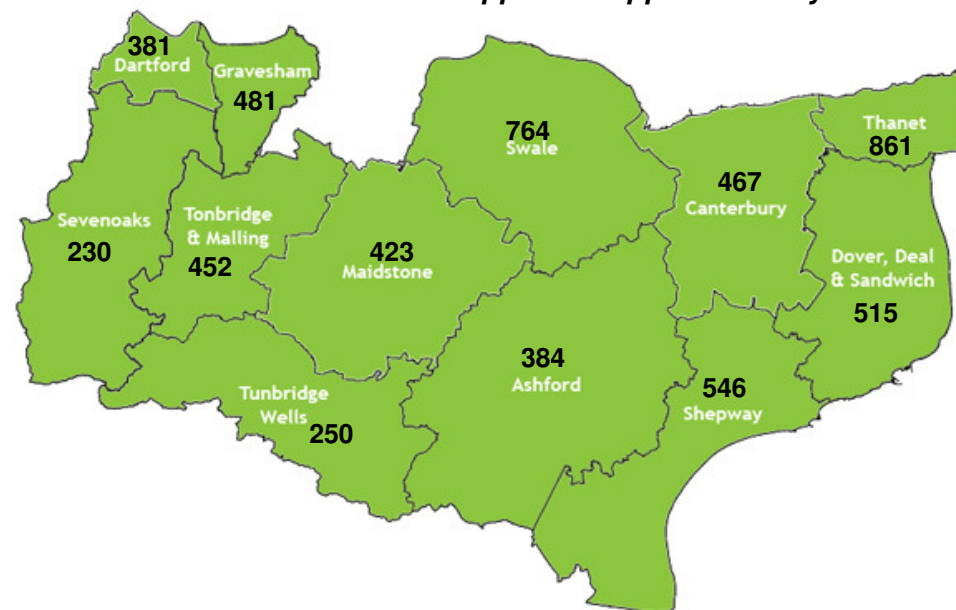 381
Dartford
Gravesham
481
764
Swale
Thanet
861
467
Canterbury
Sevenoaks
230
Tonbridge
& Malling
452
423
Maidstone
Dover, Deal
& Sandwich
515
384
Ashford
546
Shepway
Tunbridge
Wells
250